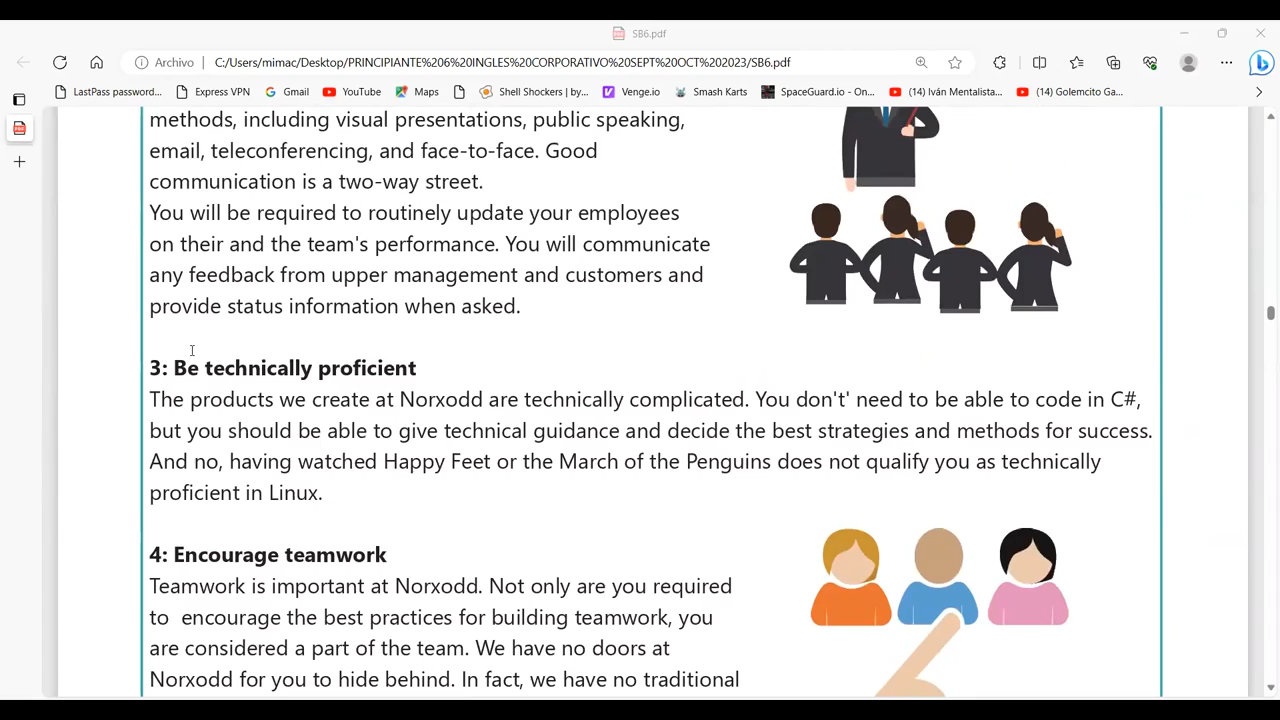 SB6.pdf
Archivo
C:/Users/mimac/Desktop/PRINCIPIANTE%206%20INGLES%20CORPORATIVO%20SEPT%20OCT%202023/SB6.pdf
LastPass password...
Express VPN
Gmail
YouTube
Maps
Shell Shockers | by...
Venge.io
Smash Karts
SpaceGuard.io - On...
(14) Iván Mentalista...
(14) Golemcito Ga...
methods, including visual presentations, public speaking,
email, teleconferencing, and face-to-face. Good
communication is a two-way street.
You will be required to routinely update your employees
on their and the team's performance. You will communicate
any feedback from upper management and customers and
provide status information when asked.
3: Be technically proficient
The products we create at Norxodd are technically complicated. You don't' need to be able to code in C#,
but you should be able to give technical guidance and decide the best strategies and methods for success.
And no, having watched Happy Feet or the March of the Penguins does not qualify you as technically
proficient in Linux.
4: Encourage teamwork
Teamwork is important at Norxodd. Not only are you required
to  encourage the best practices for building teamwork, you
are considered a part of the team. We have no doors at
Norxodd for you to hide behind. In fact, we have no traditional